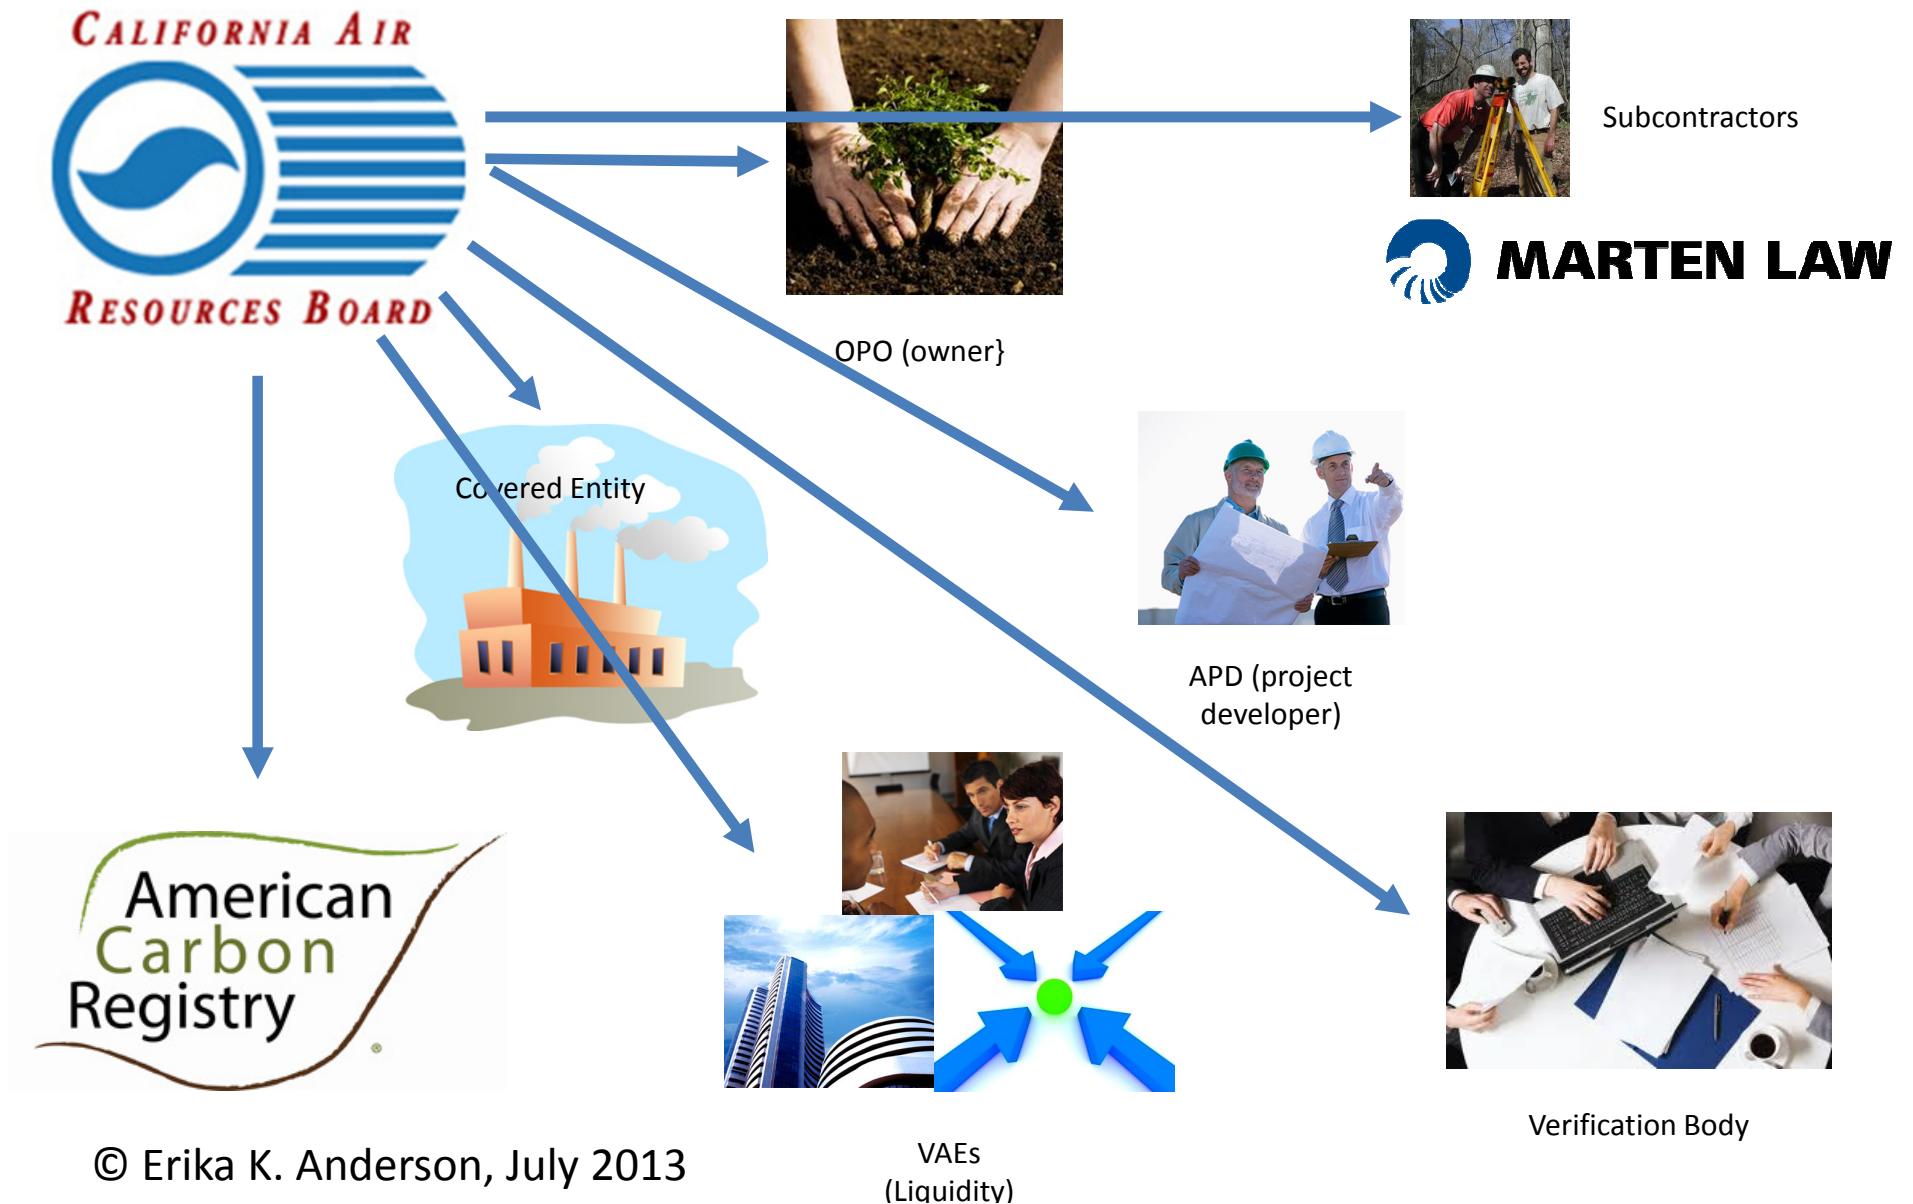 CALIFORNIA AIR
RESOURCES BOARD
Subcontractors
MARTEN LAW
OPO (owner}
Covered Entity
APD (project
developer)
American
Carbon
Registry
®
VAEs
(Liquidity)
Verification Body
© Erika K. Anderson, July 2013